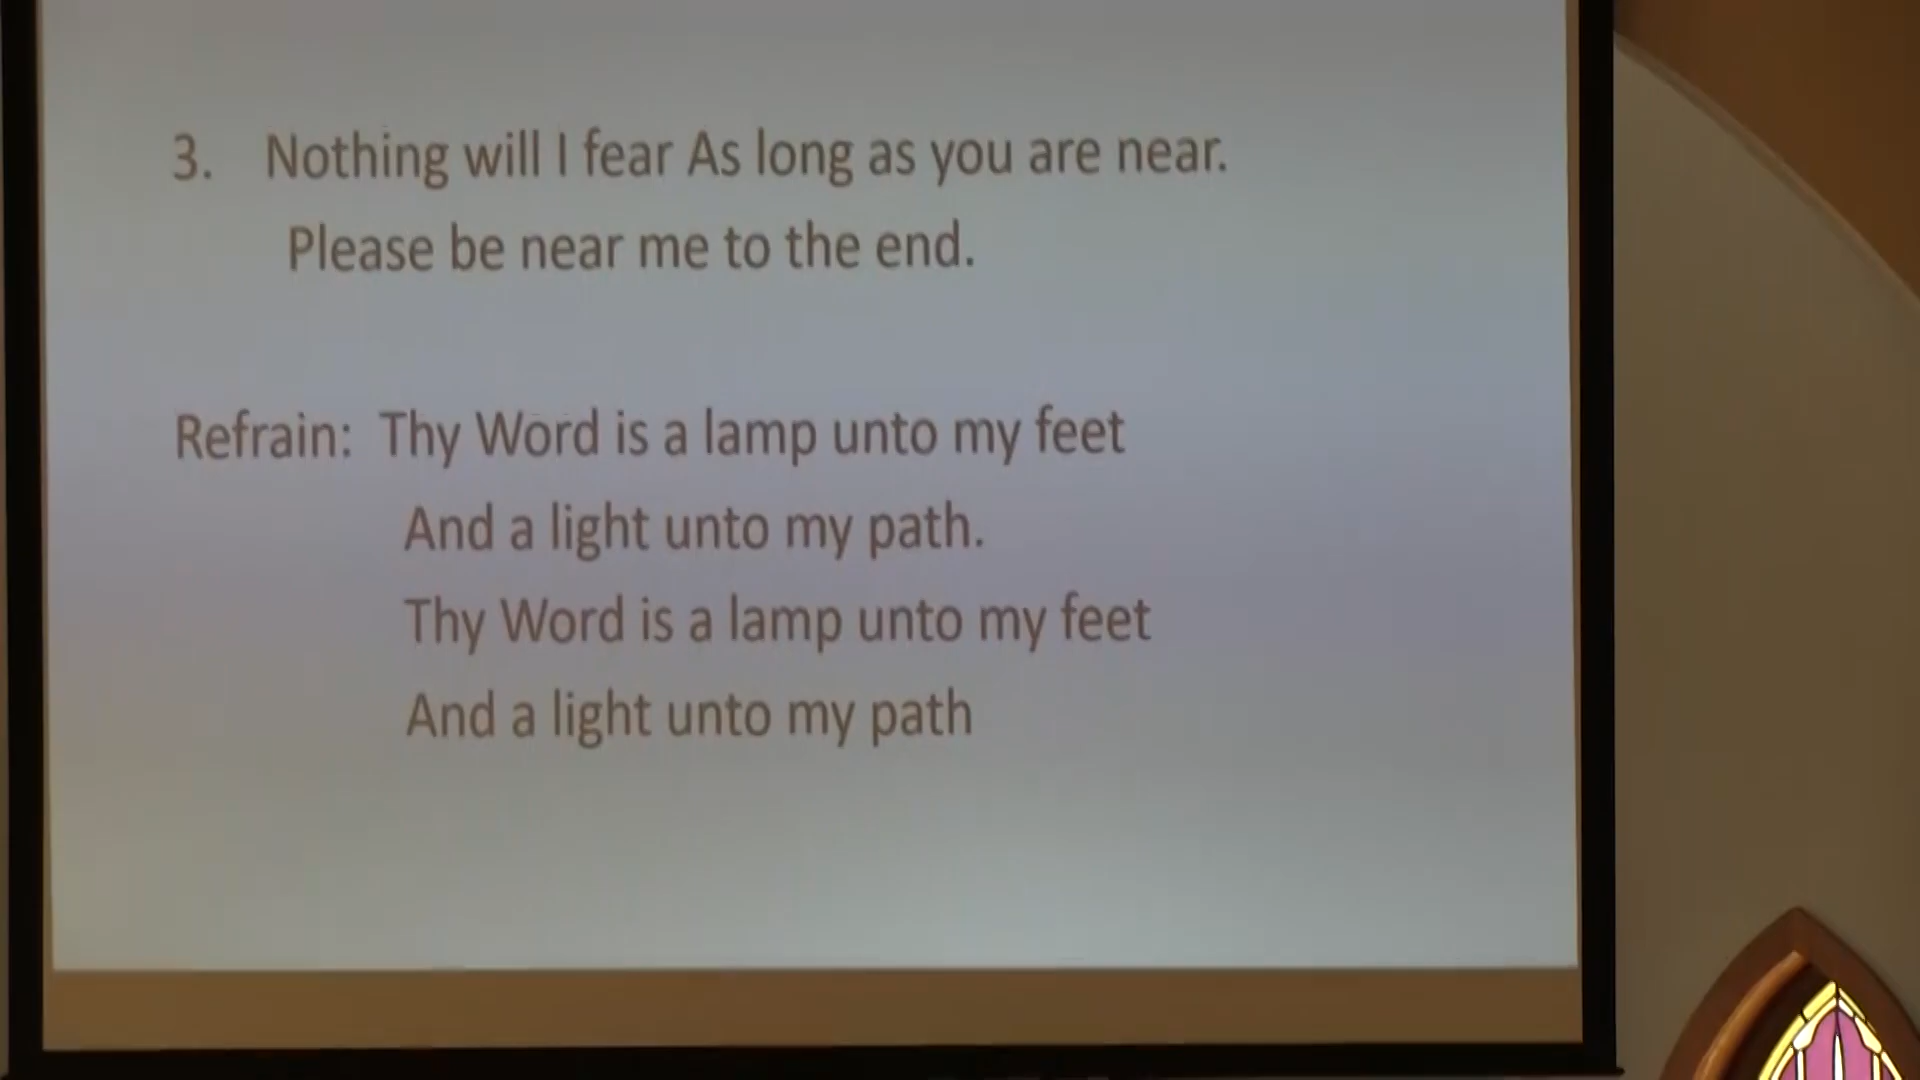 3. Nothing will I fear As long as you are near.
Please be near me to the end.
Refrain: Thy Word is a lamp unto my feet
And a light unto my path.
Thy Word is a lamp unto my feet
And a light unto my path